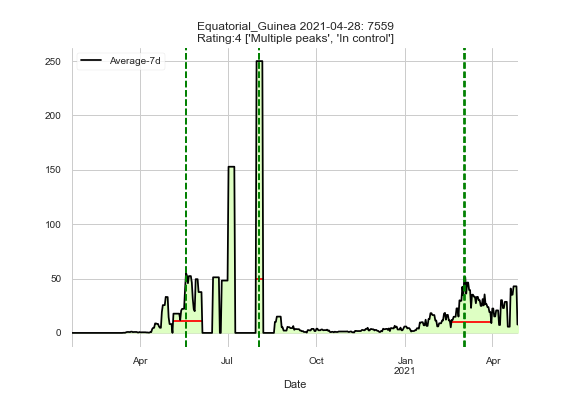 Equatorial_Guinea 2021-04-28: 7559
Rating:4 ['Multiple peaks', 'In control']
Average-7d
250
200
150
100
50
0
Apr
Jul
Oct
Jan
2021
Apr
Date